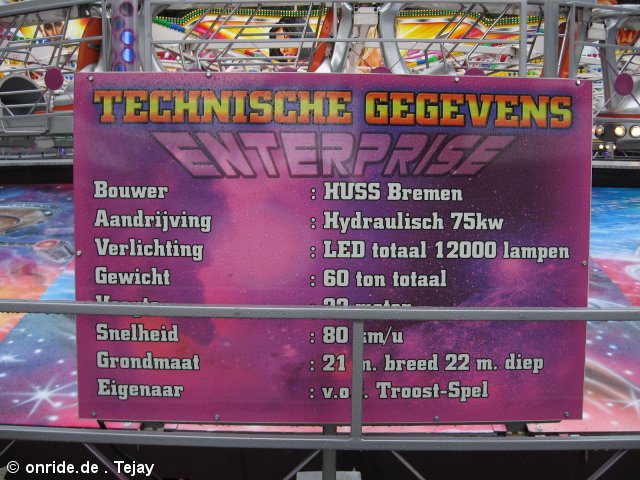 TECHNISCHE GEGEVENS
ENTERPRISE
Bouwer : HUSS Bremen
Aandrijving : Hydraulisch 75kw
Verlichting : LED totaal 12000 lampen
Gewicht : 60 ton totaal
Snelheid : 80 km/u
Grondmaat : 21 m. breed 22 m. diep
Eigenaar : Troost-Spel
© onride.de . Tejay